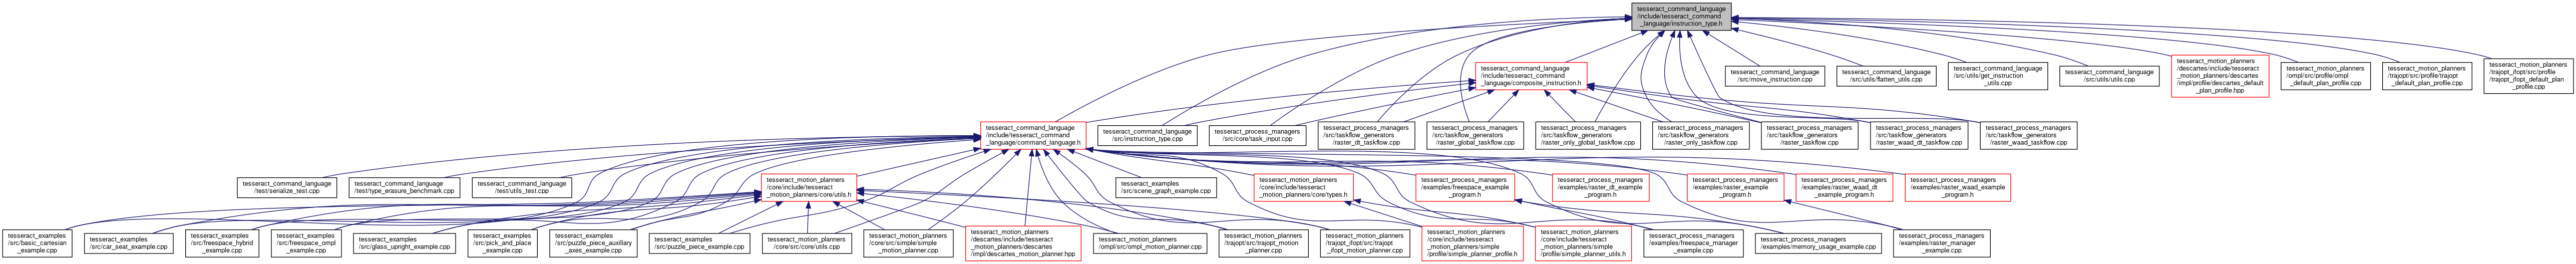 tesseract_command_language
/include/tesseract_command
_language/instruction_type.h
tesseract_command_language
/include/tesseract_command
_language/composite_instruction.h
tesseract_command_language
/src/move_instruction.cpp
tesseract_command_language
/src/utils/flatten_utils.cpp
tesseract_command_language
/src/utils/get_instruction
_utils.cpp
tesseract_command_language
/src/utils/utils.cpp
tesseract_motion_planners
/descartes/include/tesseract
_motion_planners/descartes
/impl/profile/descartes_default
_plan_profile.hpp
tesseract_motion_planners
/ompl/src/profile/ompl
_default_plan_profile.cpp
tesseract_motion_planners
/trajopt/src/profile/trajopt
_default_plan_profile.cpp
tesseract_motion_planners
/trajopt_ifopt/src/profile
/trajopt_ifopt_default_plan
_profile.cpp
tesseract_command_language
/include/tesseract_command
_language/command_language.h
tesseract_command_language
/src/instruction_type.cpp
tesseract_process_managers
/src/core/task_input.cpp
tesseract_process_managers
/src/taskflow_generators
/raster_dt_taskflow.cpp
tesseract_process_managers
/src/taskflow_generators
/raster_global_taskflow.cpp
tesseract_process_managers
/src/taskflow_generators
/raster_only_global_taskflow.cpp
tesseract_process_managers
/src/taskflow_generators
/raster_only_taskflow.cpp
tesseract_process_managers
/src/taskflow_generators
/raster_taskflow.cpp
tesseract_process_managers
/src/taskflow_generators
/raster_waad_dt_taskflow.cpp
tesseract_process_managers
/src/taskflow_generators
/raster_waad_taskflow.cpp
tesseract_command_language
/test/serialize_test.cpp
tesseract_command_language
/test/type_erasure_benchmark.cpp
tesseract_command_language
/test/utils_test.cpp
tesseract_motion_planners
/core/include/tesseract
_motion_planners/core/utils.h
tesseract_examples
/src/scene_graph_example.cpp
tesseract_motion_planners
/core/include/tesseract
_motion_planners/core/types.h
tesseract_process_managers
/examples/freespace_example
_program.h
tesseract_process_managers
/examples/raster_dt_example
_program.h
tesseract_process_managers
/examples/raster_example
_program.h
tesseract_process_managers
/examples/raster_waad_dt
_example_program.h
tesseract_process_managers
/examples/raster_waad_example
_program.h
tesseract_examples
/src/basic_cartesian
_example.cpp
tesseract_examples
/src/car_seat_example.cpp
tesseract_examples
/src/freespace_hybrid
_example.cpp
tesseract_examples
/src/freespace_ompl
_example.cpp
tesseract_examples
/src/glass_upright_example.cpp
tesseract_examples
/src/pick_and_place
_example.cpp
tesseract_examples
/src/puzzle_piece_auxillary
_axes_example.cpp
tesseract_examples
/src/puzzle_piece_example.cpp
tesseract_motion_planners
/core/src/core/utils.cpp
tesseract_motion_planners
/core/src/simple/simple
_motion_planner.cpp
tesseract_motion_planners
/descartes/include/tesseract
_motion_planners/descartes
/impl/descartes_motion_planner.hpp
tesseract_motion_planners
/ompl/src/ompl_motion_planner.cpp
tesseract_motion_planners
/trajopt/src/trajopt_motion
_planner.cpp
tesseract_motion_planners
/trajopt_ifopt/src/trajopt
_ifopt_motion_planner.cpp
tesseract_motion_planners
/core/include/tesseract
_motion_planners/simple
/profile/simple_planner_profile.h
tesseract_motion_planners
/core/include/tesseract
_motion_planners/simple
/profile/simple_planner_utils.h
tesseract_process_managers
/examples/freespace_manager
_example.cpp
tesseract_process_managers
/examples/memory_usage_example.cpp
tesseract_process_managers
/examples/raster_manager
_example.cpp